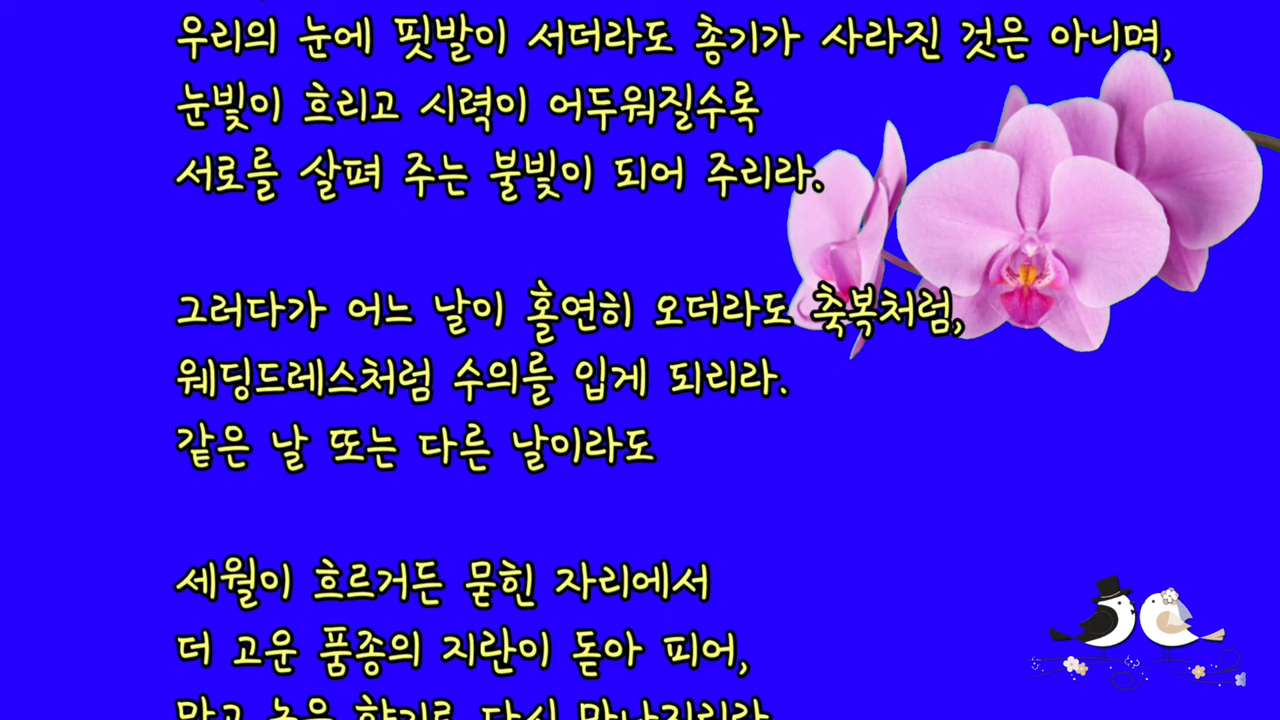 우리의 눈에 핏발이 서더라도 총기가 사라진 것은 아니며,
눈빛이 흐리고 시력이 어두워질수록
서로를 살펴 주는 불빛이 되어 주리라.
그러다가 어느 날이 홀연히 오더라도 축복처럼,
웨딩드레스처럼 수의를 입게 되리라.
같은 날 또는 다른 날이라도
세월이 흐르거든 묻힌 자리에서
더 고운 품종의 지란이 돋아 피어,
맑고 높은 향기로 다시 만나지리라